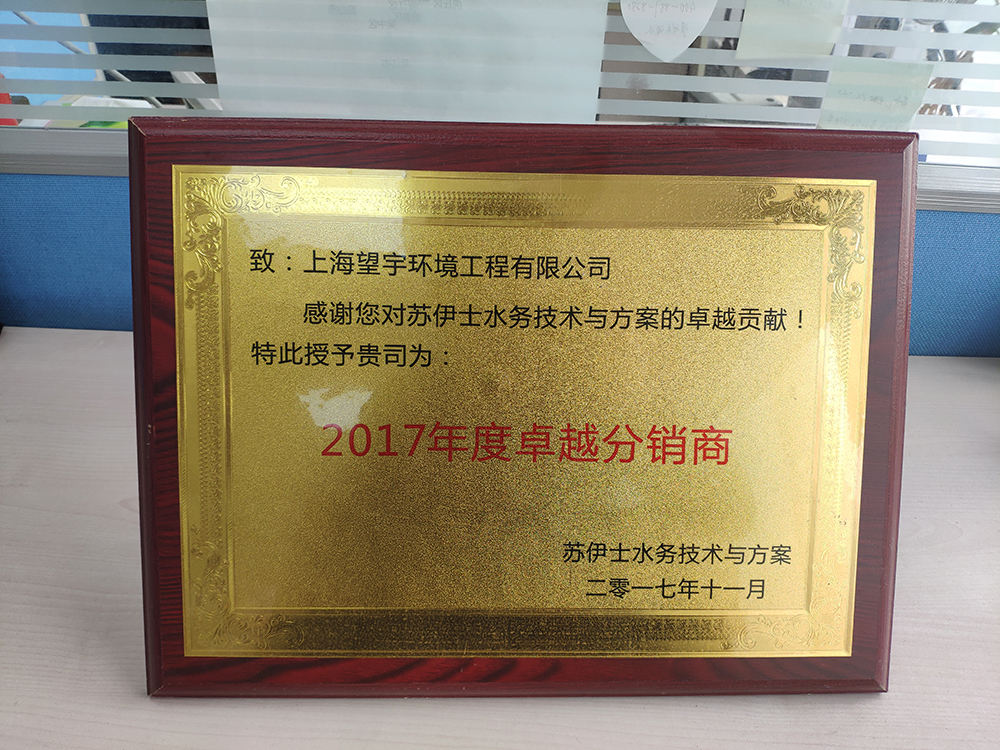 致：上海望宇环境工程有限公司
感谢您对苏伊士水务技术与方案的卓越贡献！
特此授予贵司为：
2017年度卓越分销商
苏伊士水务技术与方案
二零一七年十一月